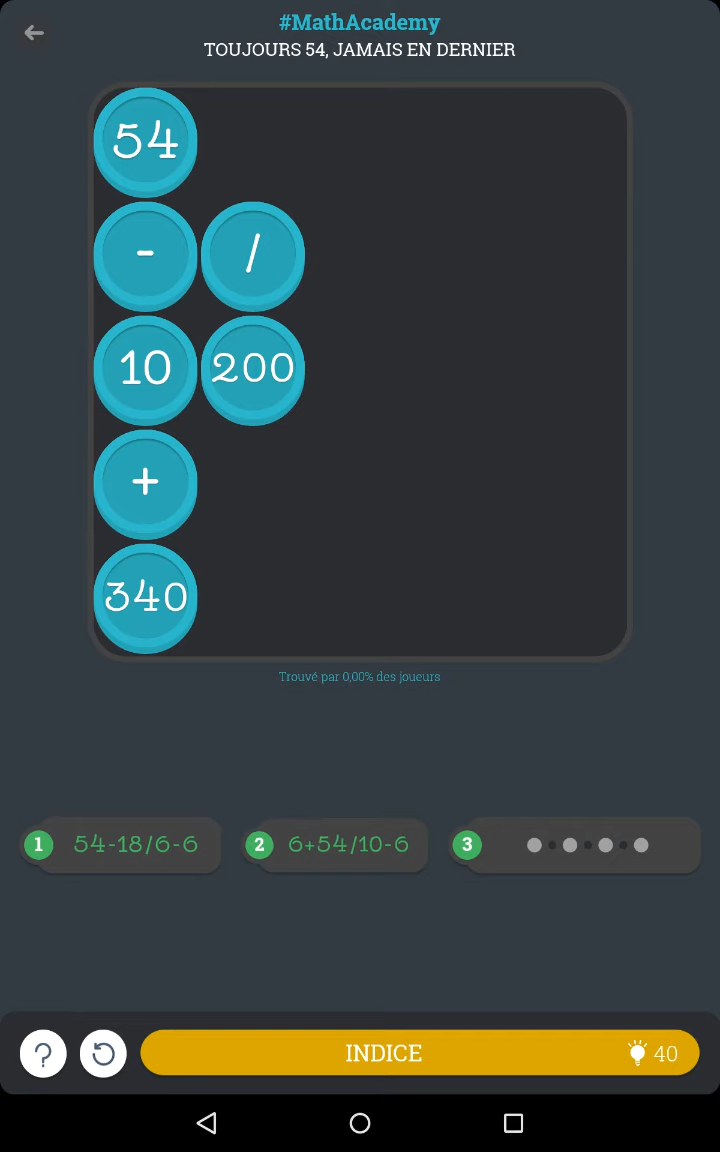 #MathAcademy
TOUJOURS 54, JAMAIS EN DERNIER
54
- /
10 200
+
340
Trouvé par 0,00% des joueurs
1 54-18/6-6 2 6+54/10-6 3
? INDICE 40